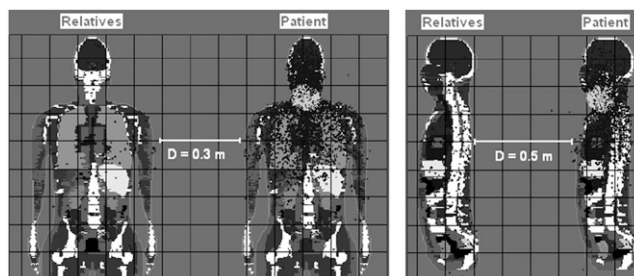 Relatives
Patient
D = 0.3 m
Relatives
Patient
D = 0.5 m